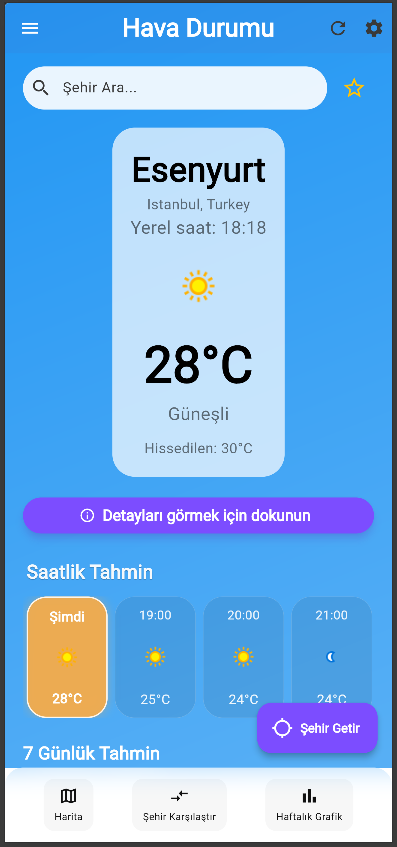 Hava Durumu
Şehir Ara...
Esenyurt
Istanbul, Turkey
Yerel saat: 18:18
28°C
Güneşli
Hissedilen: 30°C
Detayları görmek için dokunun
Saatlik Tahmin
Şimdi 19:00 20:00 21:00
28°C 25°C 24°C 24°C
Şehir Getir
7 Günlük Tahmin
Harita Şehir Karşılaştır Haftalık Grafik